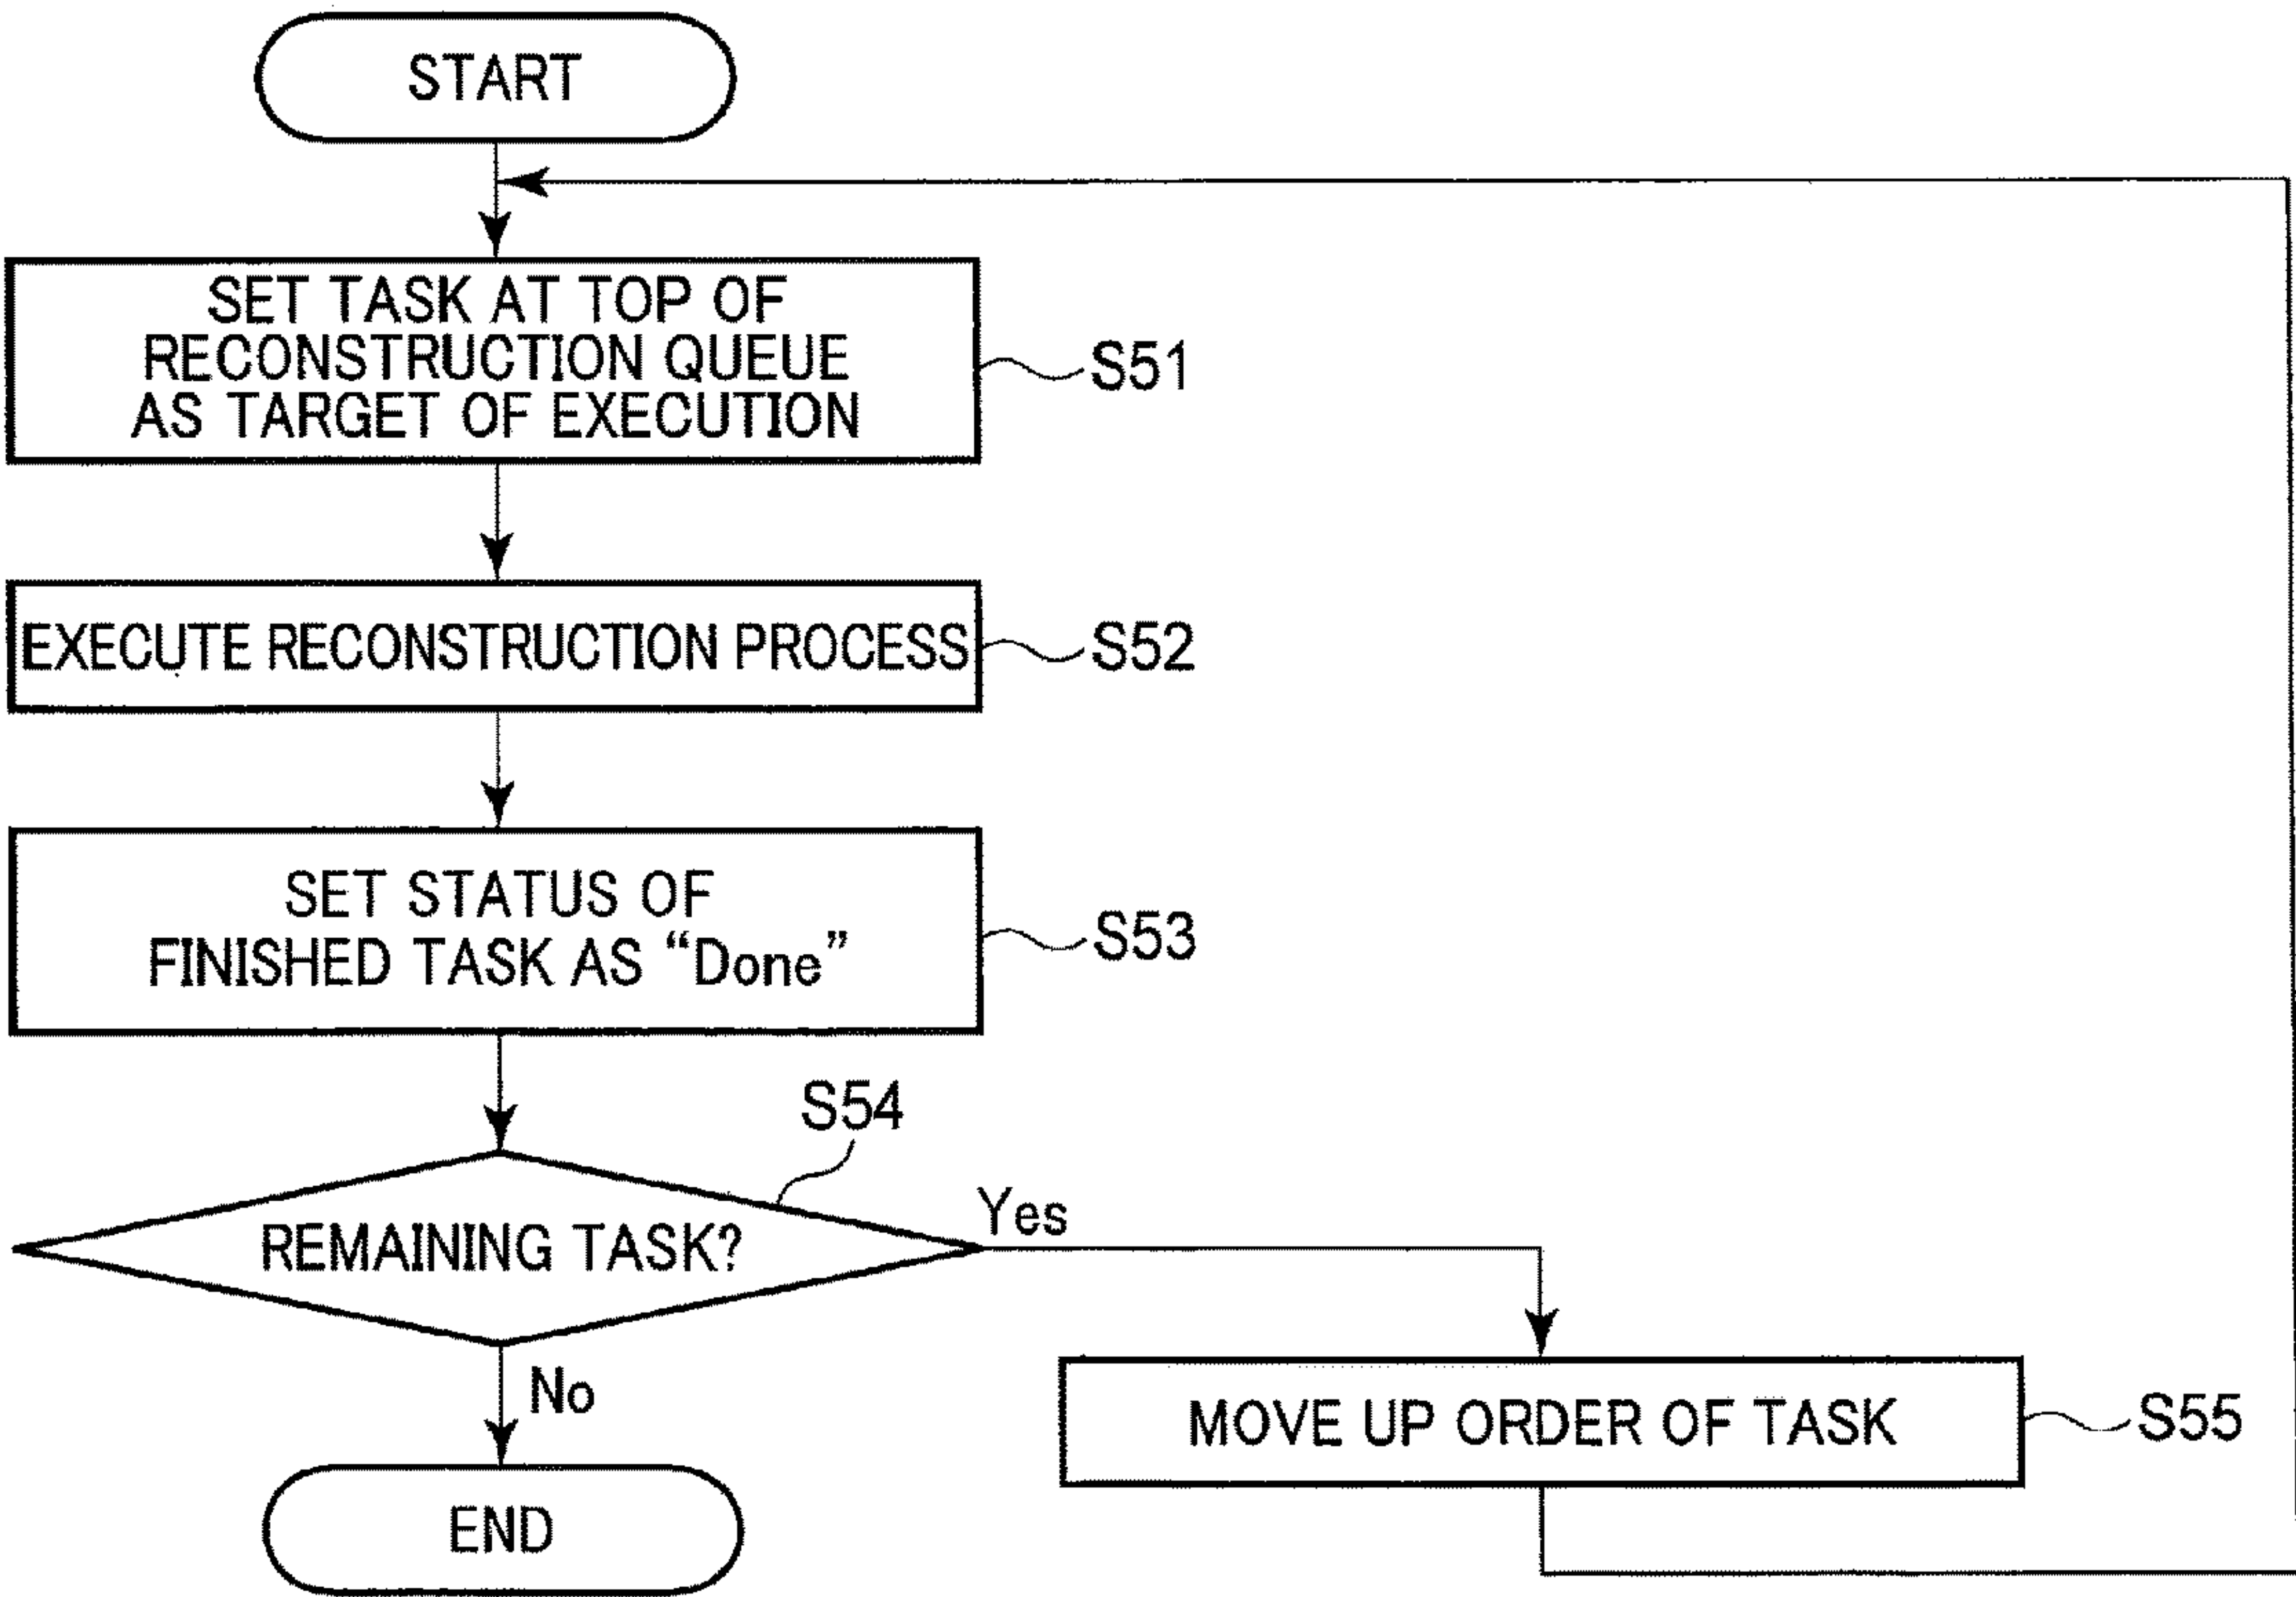 START
SET TASK AT TOP OF
RECONSTRUCTION QUEUE
AS TARGET OF EXECUTION
S51
EXECUTE RECONSTRUCTION PROCESS
S52
SET STATUS OF
FINISHED TASK AS “Done”
S53
S54
REMAINING TASK?
Yes
No
MOVE UP ORDER OF TASK
S55
END